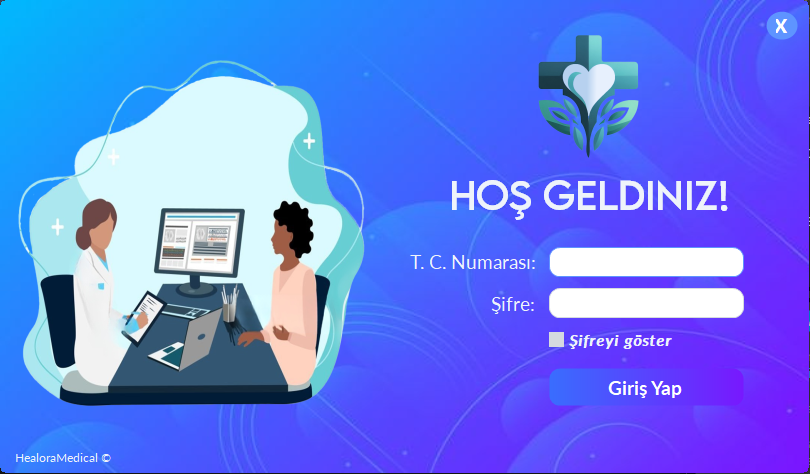 X
HOŞ GELDINIZ!
T. C. Numarası:
Şifre:
Şifreyi göster
Giriş Yap
HealoraMedical ©